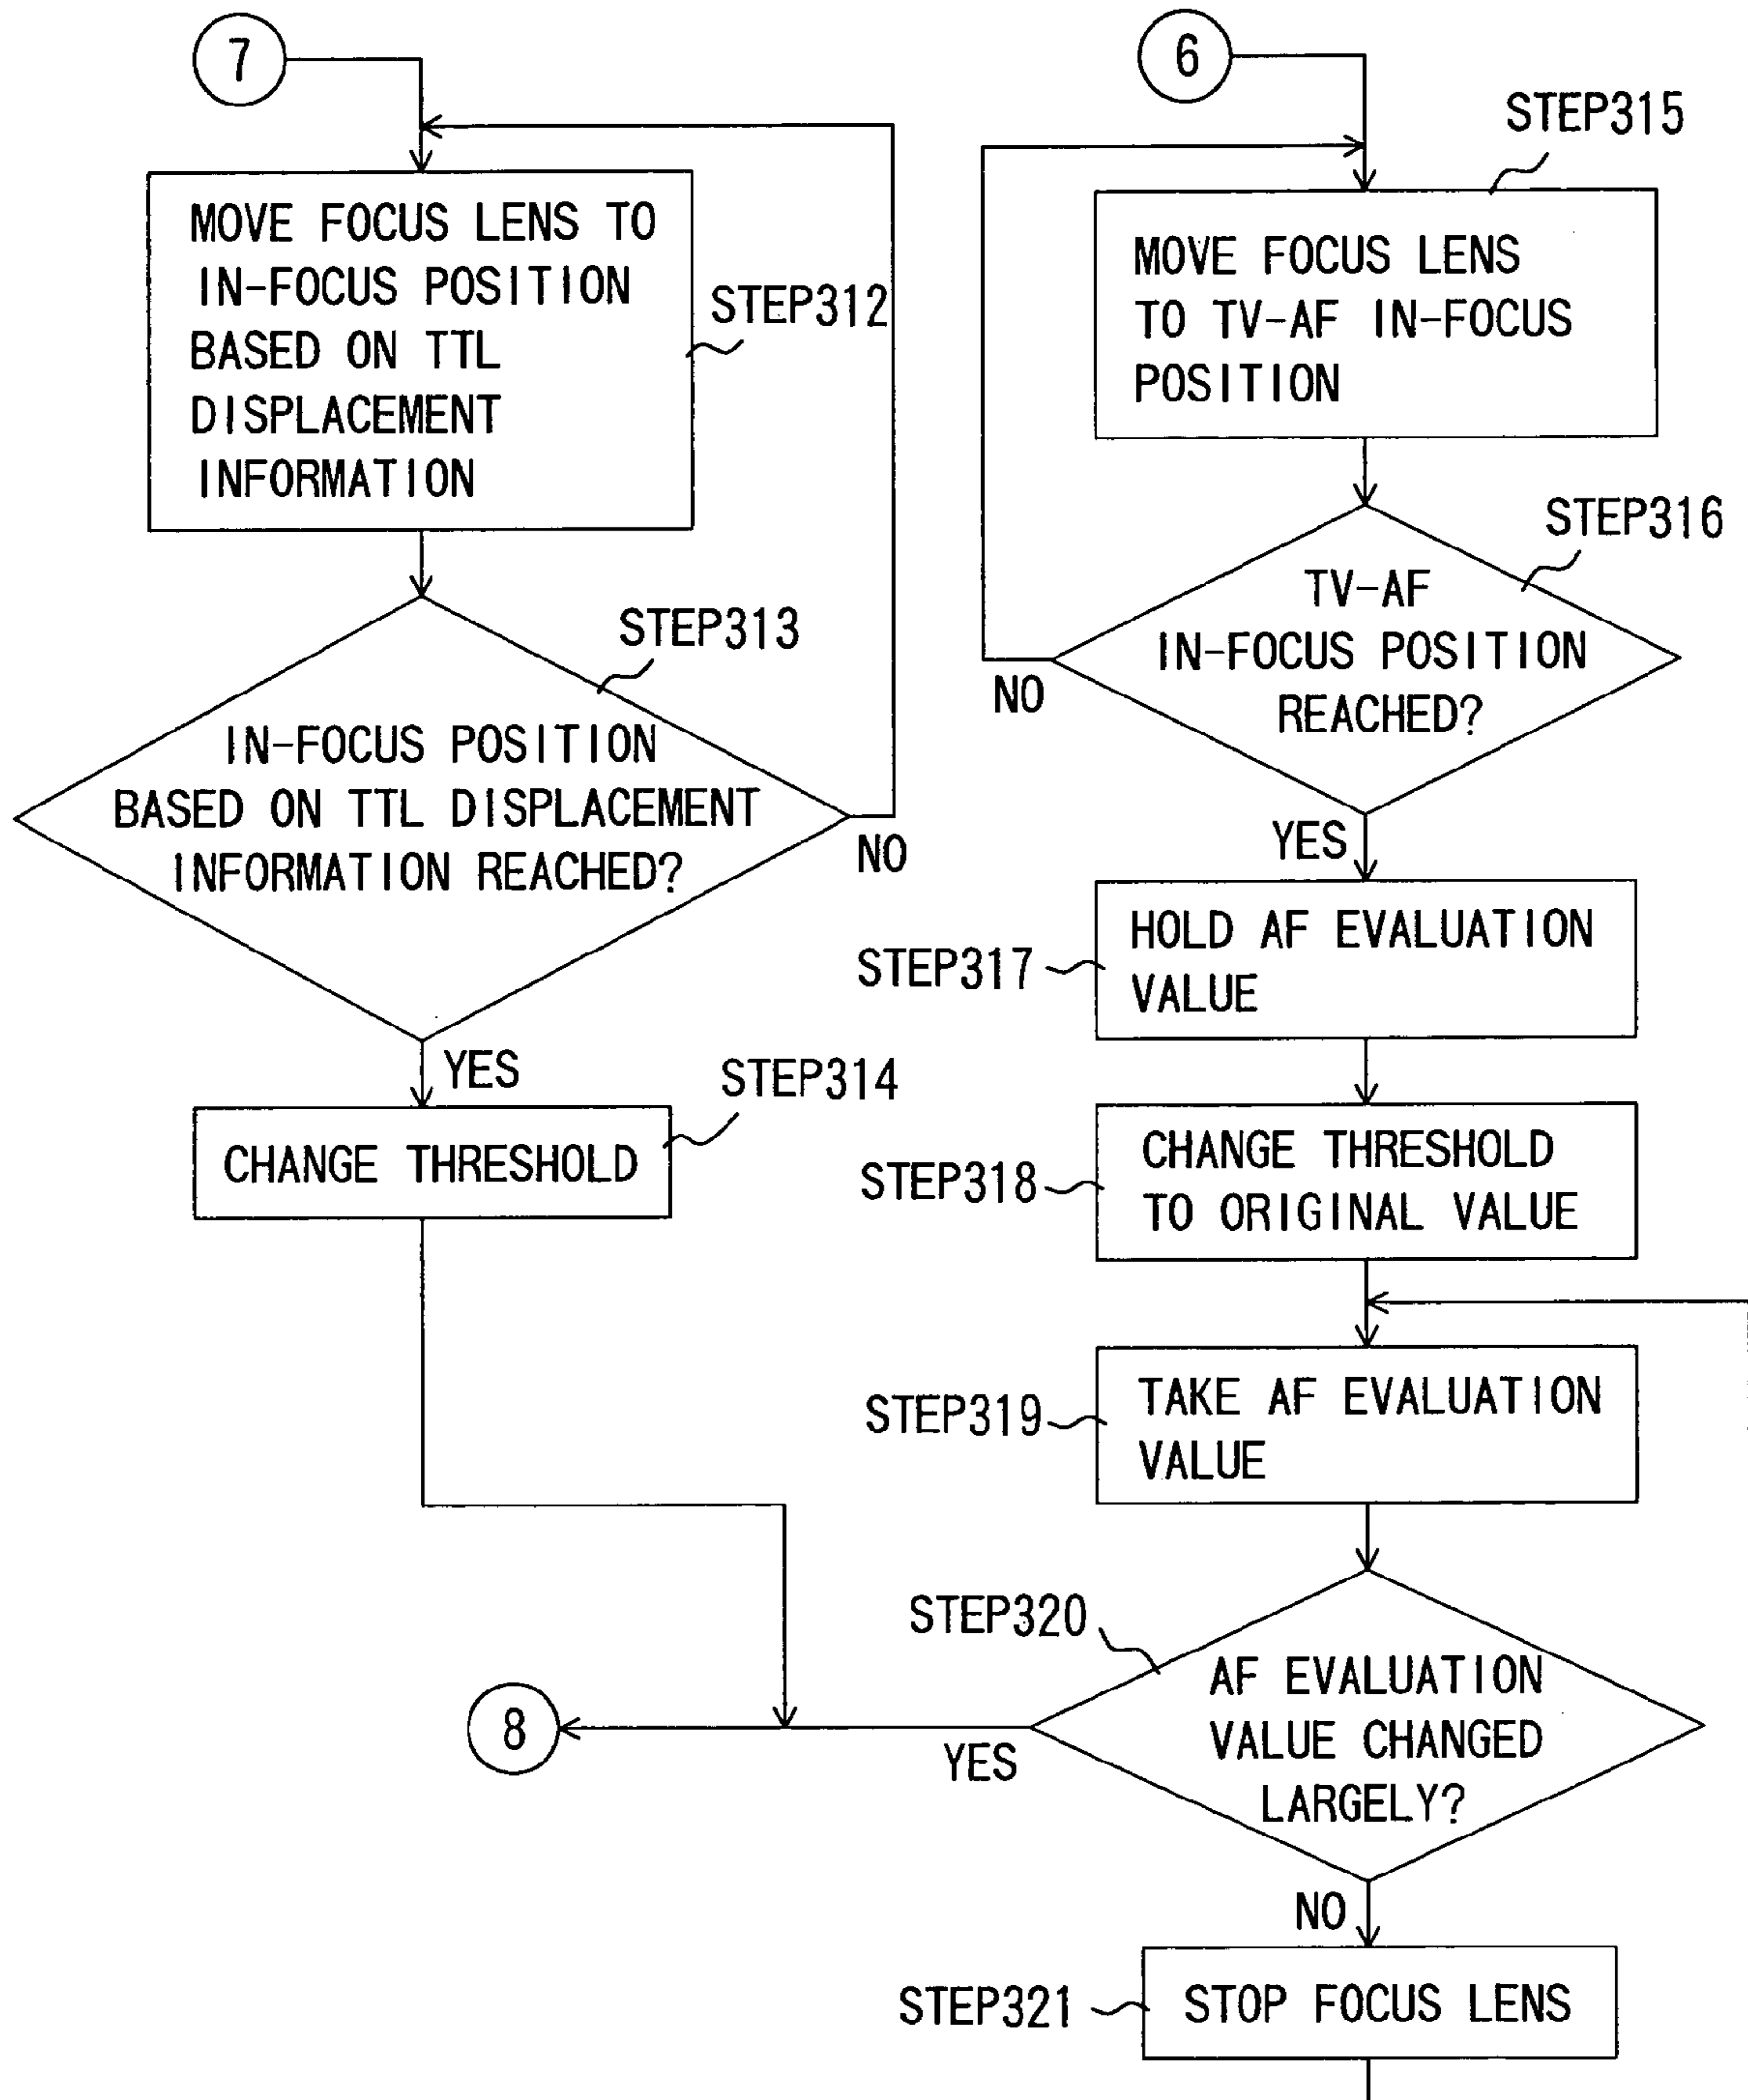 7
MOVE FOCUS LENS TO
IN-FOCUS POSITION
BASED ON TTL
DISPLACEMENT
INFORMATION
STEP312
STEP313
IN-FOCUS POSITION
BASED ON TTL DISPLACEMENT
INFORMATION REACHED?
NO
YES
STEP314
CHANGE THRESHOLD
6
STEP315
MOVE FOCUS LENS
TO TV-AF IN-FOCUS
POSITION
STEP316
TV-AF
IN-FOCUS POSITION
REACHED?
NO
YES
STEP317
HOLD AF EVALUATION
VALUE
STEP318
CHANGE THRESHOLD
TO ORIGINAL VALUE
STEP319
TAKE AF EVALUATION
VALUE
STEP320
AF EVALUATION
VALUE CHANGED
LARGELY?
YES
8
NO
STEP321
STOP FOCUS LENS